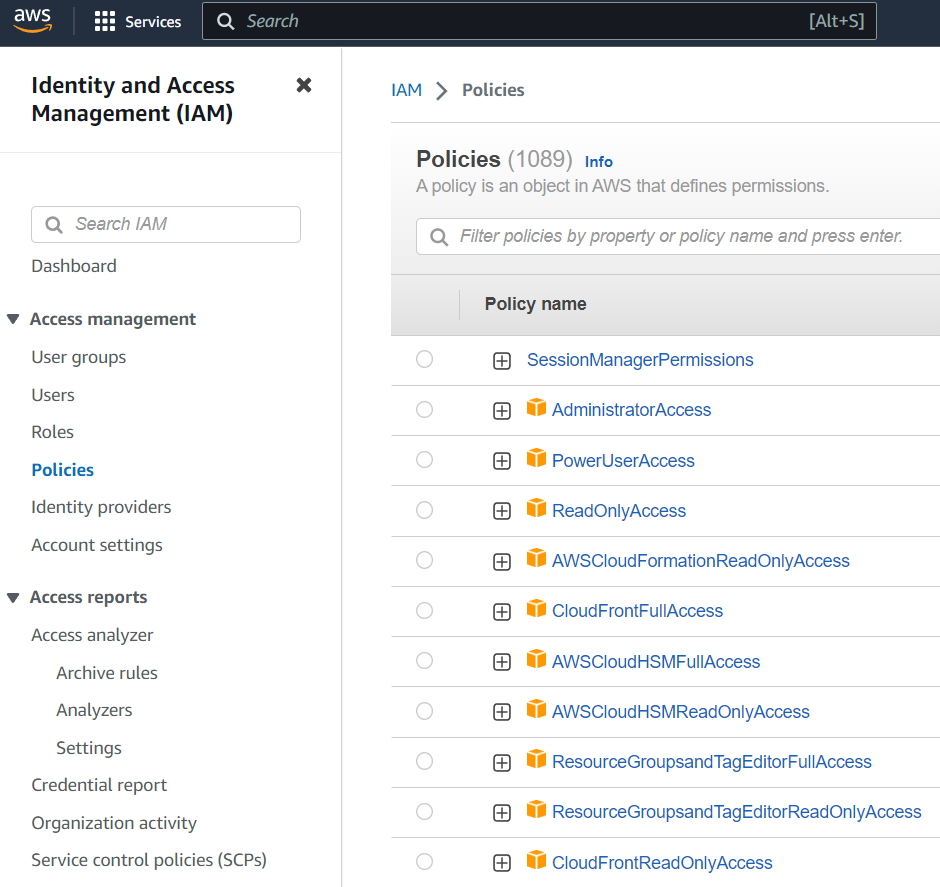 aws
Services
Search
[Alt+S]
Identity and Access
Management (IAM)
Search IAM
Dashboard
Access management
User groups
Users
Roles
Policies
Identity providers
Account settings
Access reports
Access analyzer
Archive rules
Analyzers
Settings
Credential report
Organization activity
Service control policies (SCPs)
IAM > Policies
Policies (1089) Info
A policy is an object in AWS that defines permissions.
Filter policies by property or policy name and press enter.
Policy name
SessionManagerPermissions
AdministratorAccess
PowerUserAccess
ReadOnlyAccess
AWSCloudFormationReadOnlyAccess
CloudFrontFullAccess
AWSCloudHSMFullAccess
AWSCloudHSMReadOnlyAccess
ResourceGroupsandTagEditorFullAccess
ResourceGroupsandTagEditorReadOnlyAccess
CloudFrontReadOnlyAccess